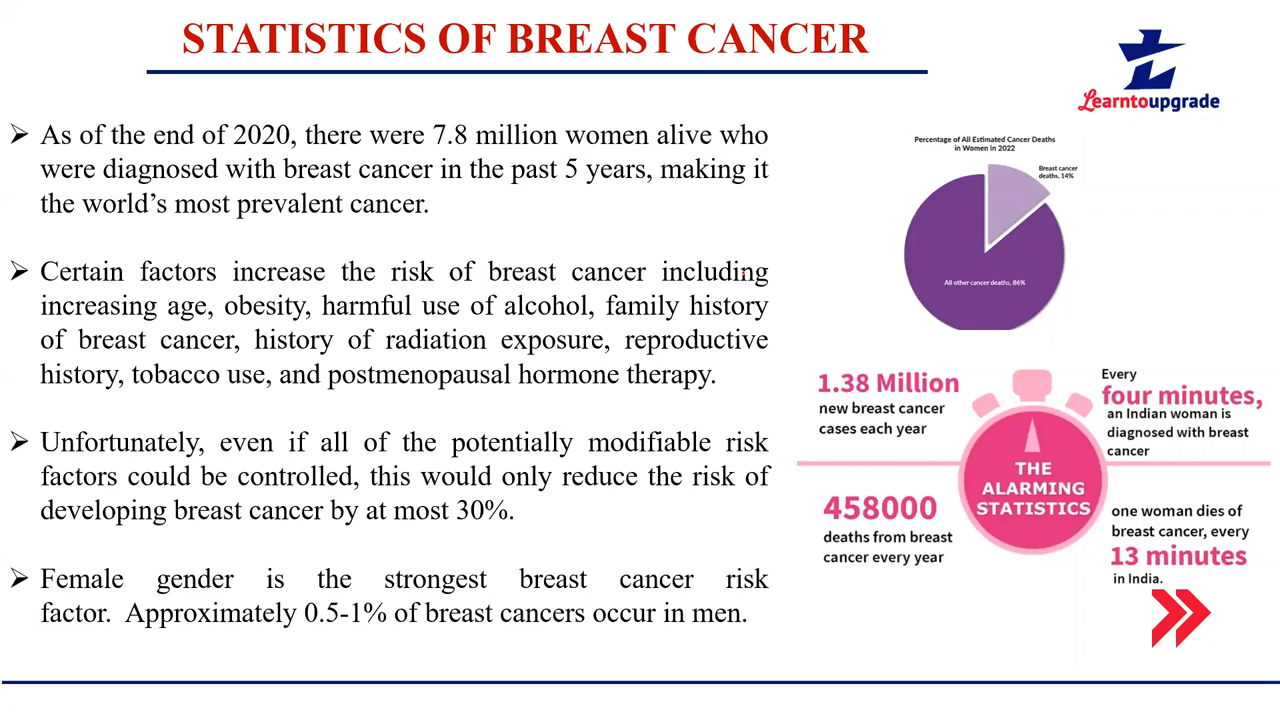 STATISTICS OF BREAST CANCER
Learntoupgrade
➢ As of the end of 2020, there were 7.8 million women alive who
were diagnosed with breast cancer in the past 5 years, making it
the world’s most prevalent cancer.
➢ Certain factors increase the risk of breast cancer including
increasing age, obesity, harmful use of alcohol, family history
of breast cancer, history of radiation exposure, reproductive
history, tobacco use, and postmenopausal hormone therapy.
➢ Unfortunately, even if all of the potentially modifiable risk
factors could be controlled, this would only reduce the risk of
developing breast cancer by at most 30%.
➢ Female gender is the strongest breast cancer risk
factor. Approximately 0.5-1% of breast cancers occur in men.
Percentage of All Estimated Cancer Deaths
in Women in 2022
Breast cancer
deaths, 14%
All other cancer deaths, 86%
1.38 Million
new breast cancer
cases each year
Every
four minutes,
an Indian woman is
diagnosed with breast
cancer
THE
ALARMING
STATISTICS
458000
deaths from breast
cancer every year
one woman dies of
breast cancer, every
13 minutes
in India.